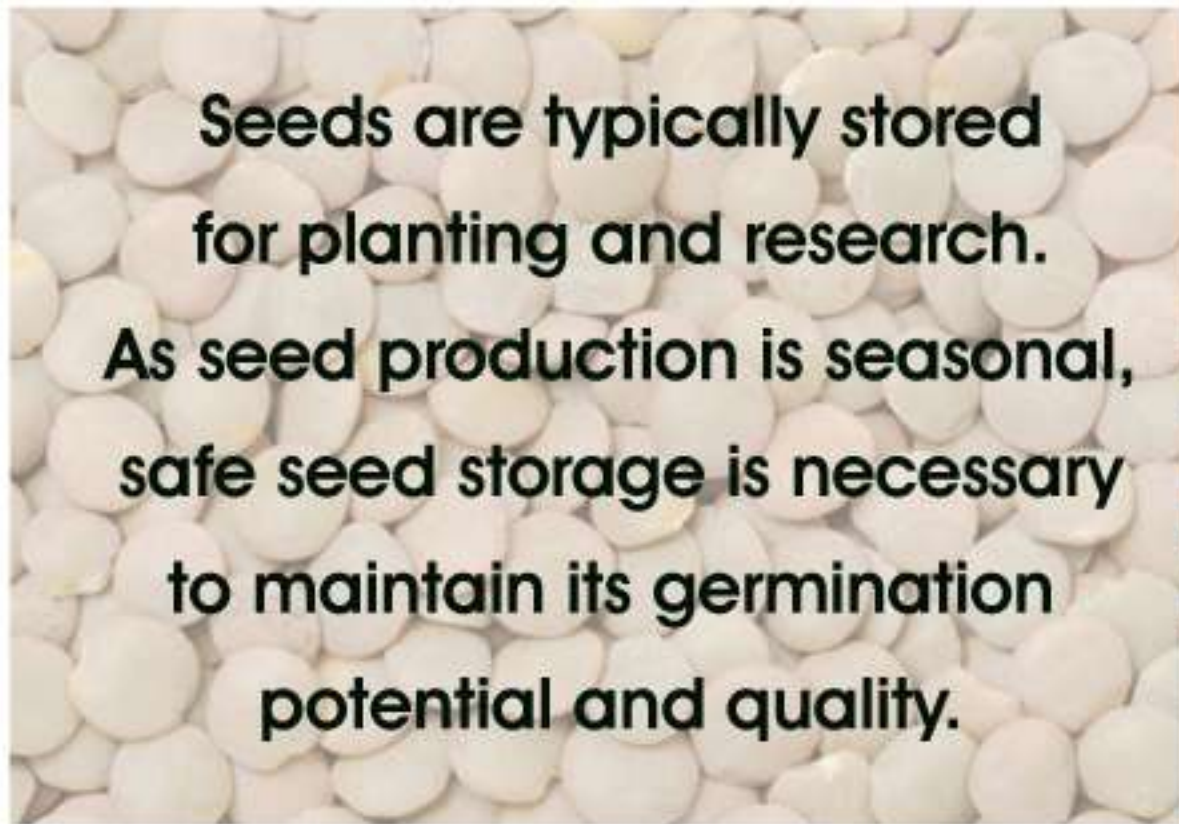 Seeds are typically stored
for planting and research.
As seed production is seasonal,
safe seed storage is necessary
to maintain its germination
potential and quality.